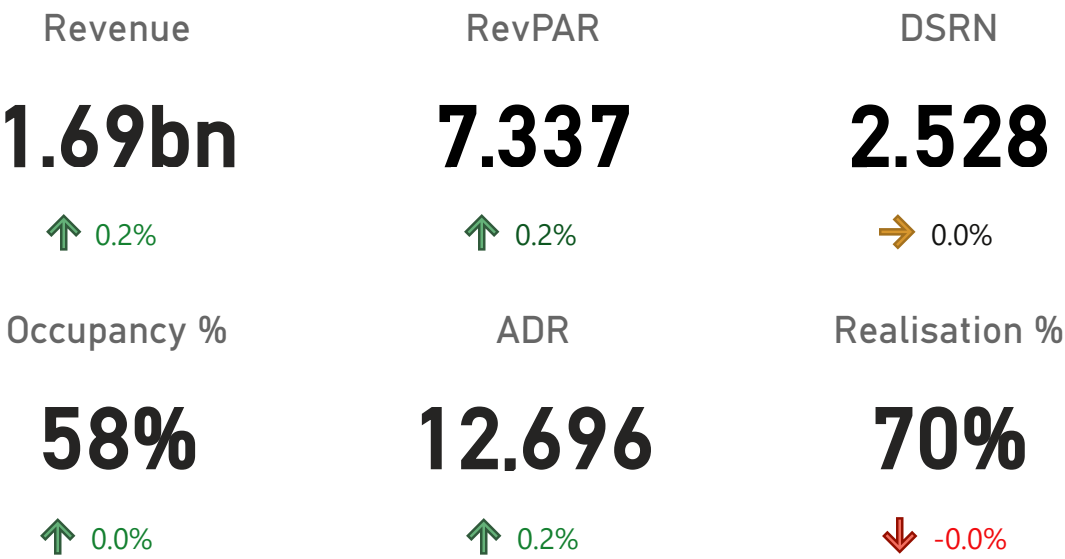 Revenue RevPAR DSRN
1.69bn 7.337 2.528
0.2% 0.2% 0.0%
Occupancy % ADR Realisation %
58% 12,696 70%
0.0% 0.2% -0.0%